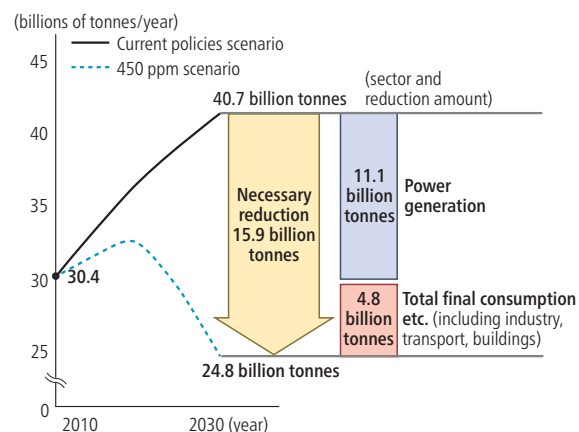 (billions of tonnes/year)
Current policies scenario
450 ppm scenario
(sector and
reduction amount)
40.7 billion tonnes
45
40
35
30
25
0
30.4
Necessary
reduction
15.9 billion
tonnes
11.1
billion
tonnes
Power
generation
4.8
billion
tonnes
Total final consumption
etc. (including industry,
transport, buildings)
24.8 billion tonnes
2010
2030 (year)